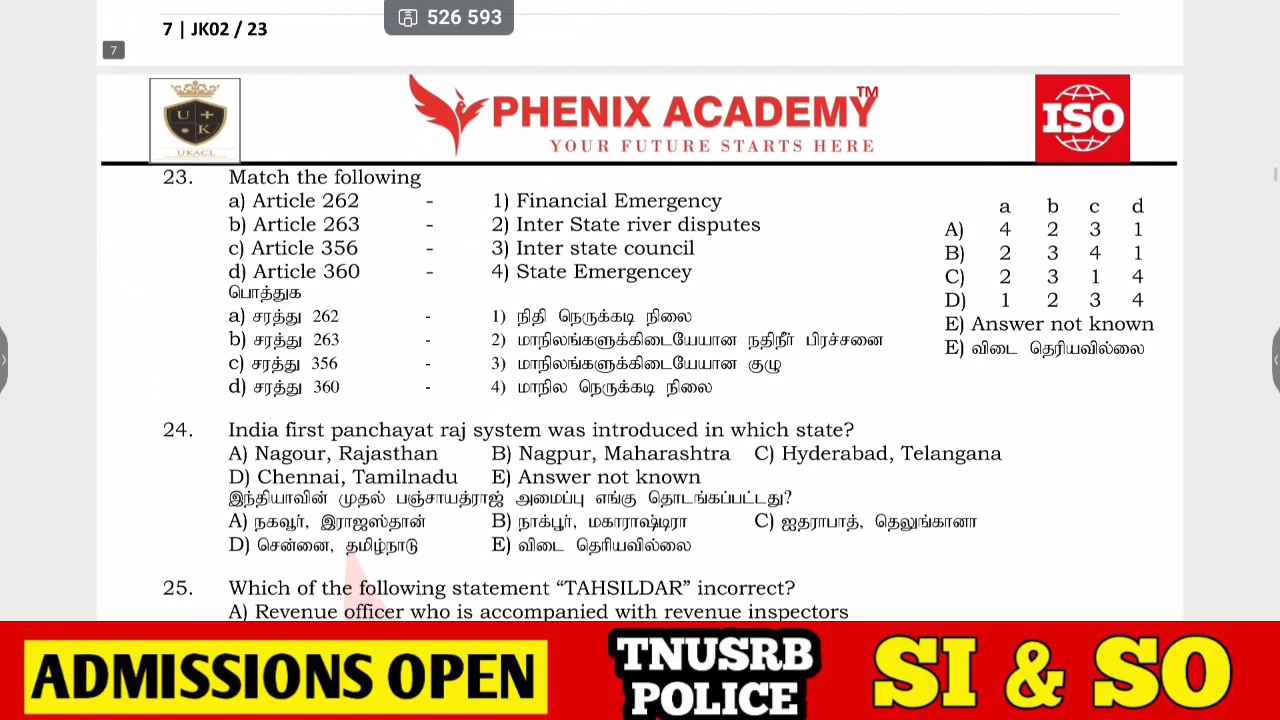 526 593
7 | JK02 / 23
7
U + K
UKACL
PHENIX ACADEMY™
YOUR FUTURE STARTS HERE
ISO
23. Match the following
a) Article 262 - 1) Financial Emergency
b) Article 263 - 2) Inter State river disputes
c) Article 356 - 3) Inter state council
d) Article 360 - 4) State Emergencey
பொத்துக
a) சரத்து 262 - 1) நிதி நெருக்கடி நிலை
b) சரத்து 263 - 2) மாநிலங்களுக்கிடையேயான நதிநீர் பிரச்சனை
c) சரத்து 356 - 3) மாநிலங்களுக்கிடையேயான குழு
d) சரத்து 360 - 4) மாநில நெருக்கடி நிலை
a b c d
A) 4 2 3 1
B) 2 3 4 1
C) 2 3 1 4
D) 1 2 3 4
E) Answer not known
E) விடை தெரியவில்லை
24. India first panchayat raj system was introduced in which state?
A) Nagour, Rajasthan B) Nagpur, Maharashtra C) Hyderabad, Telangana
D) Chennai, Tamilnadu E) Answer not known
இந்தியாவின் முதல் பஞ்சாயத்ராஜ் அமைப்பு எங்கு தொடங்கப்பட்டது?
A) நகவூர், இராஜஸ்தான் B) நாக்பூர், மகாராஷ்டிரா C) ஐதராபாத், தெலுங்கானா
D) சென்னை, தமிழ்நாடு E) விடை தெரியவில்லை
25. Which of the following statement “TAHSILDAR” incorrect?
A) Revenue officer who is accompanied with revenue inspectors
ADMISSIONS OPEN
TNUSRB
POLICE
SI & SO